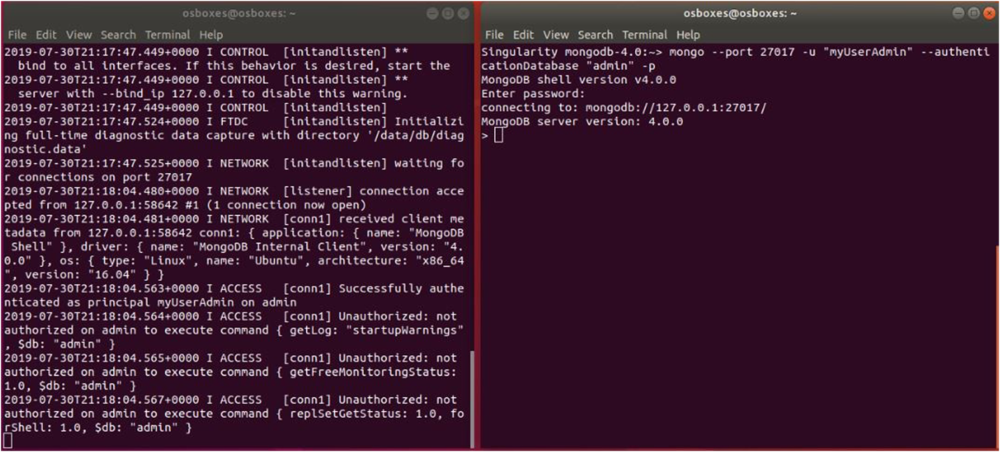 osboxes@osboxes: ~
File Edit View Search Terminal Help
2019-07-30T21:17:47.449+0000 I CONTROL  [initandlisten] **
  bind to all interfaces. If this behavior is desired, start the
2019-07-30T21:17:47.449+0000 I CONTROL  [initandlisten] **
  server with --bind_ip 127.0.0.1 to disable this warning.
2019-07-30T21:17:47.449+0000 I CONTROL  [initandlisten]
2019-07-30T21:17:47.524+0000 I FTDC     [initandlisten] Initializi
ng full-time diagnostic data capture with directory '/data/db/diag
nostic.data'
2019-07-30T21:17:47.525+0000 I NETWORK  [initandlisten] waiting fo
r connections on port 27017
2019-07-30T21:18:04.480+0000 I NETWORK  [listener] connection acce
pted from 127.0.0.1:58642 #1 (1 connection now open)
2019-07-30T21:18:04.481+0000 I NETWORK  [conn1] received client me
tadata from 127.0.0.1:58642 conn1: { application: { name: "MongoDB
 Shell" }, driver: { name: "MongoDB Internal Client", version: "4.
0.0" }, os: { type: "Linux", name: "Ubuntu", architecture: "x86_64
", version: "16.04" } }
2019-07-30T21:18:04.563+0000 I ACCESS   [conn1] Successfully authe
nticated as principal myUserAdmin on admin
2019-07-30T21:18:04.564+0000 I ACCESS   [conn1] Unauthorized: not
authorized on admin to execute command { getLog: "startupWarnings"
, $db: "admin" }
2019-07-30T21:18:04.565+0000 I ACCESS   [conn1] Unauthorized: not
authorized on admin to execute command { getFreeMonitoringStatus:
1.0, $db: "admin" }
2019-07-30T21:18:04.567+0000 I ACCESS   [conn1] Unauthorized: not
authorized on admin to execute command { replSetGetStatus: 1.0, fo
rShell: 1.0, $db: "admin" }
osboxes@osboxes: ~
File Edit View Search Terminal Help
Singularity mongodb-4.0:~> mongo --port 27017 -u "myUserAdmin" --authenti
cationDatabase "admin" -p
MongoDB shell version v4.0.0
Enter password:
connecting to: mongodb://127.0.0.1:27017/
MongoDB server version: 4.0.0
>